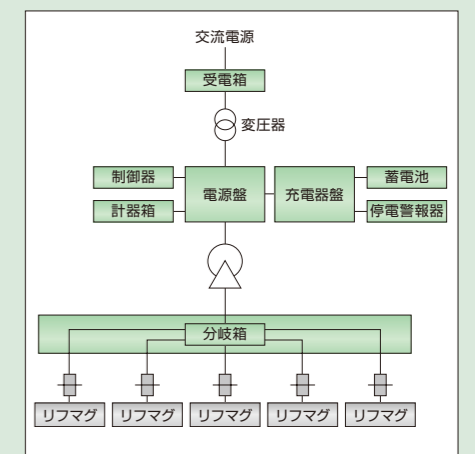 交流電源
受電箱
変圧器
制御器
計器箱
電源盤
充電器盤
蓄電池
停電警報器
分岐箱
リフマグ
リフマグ
リフマグ
リフマグ
リフマグ